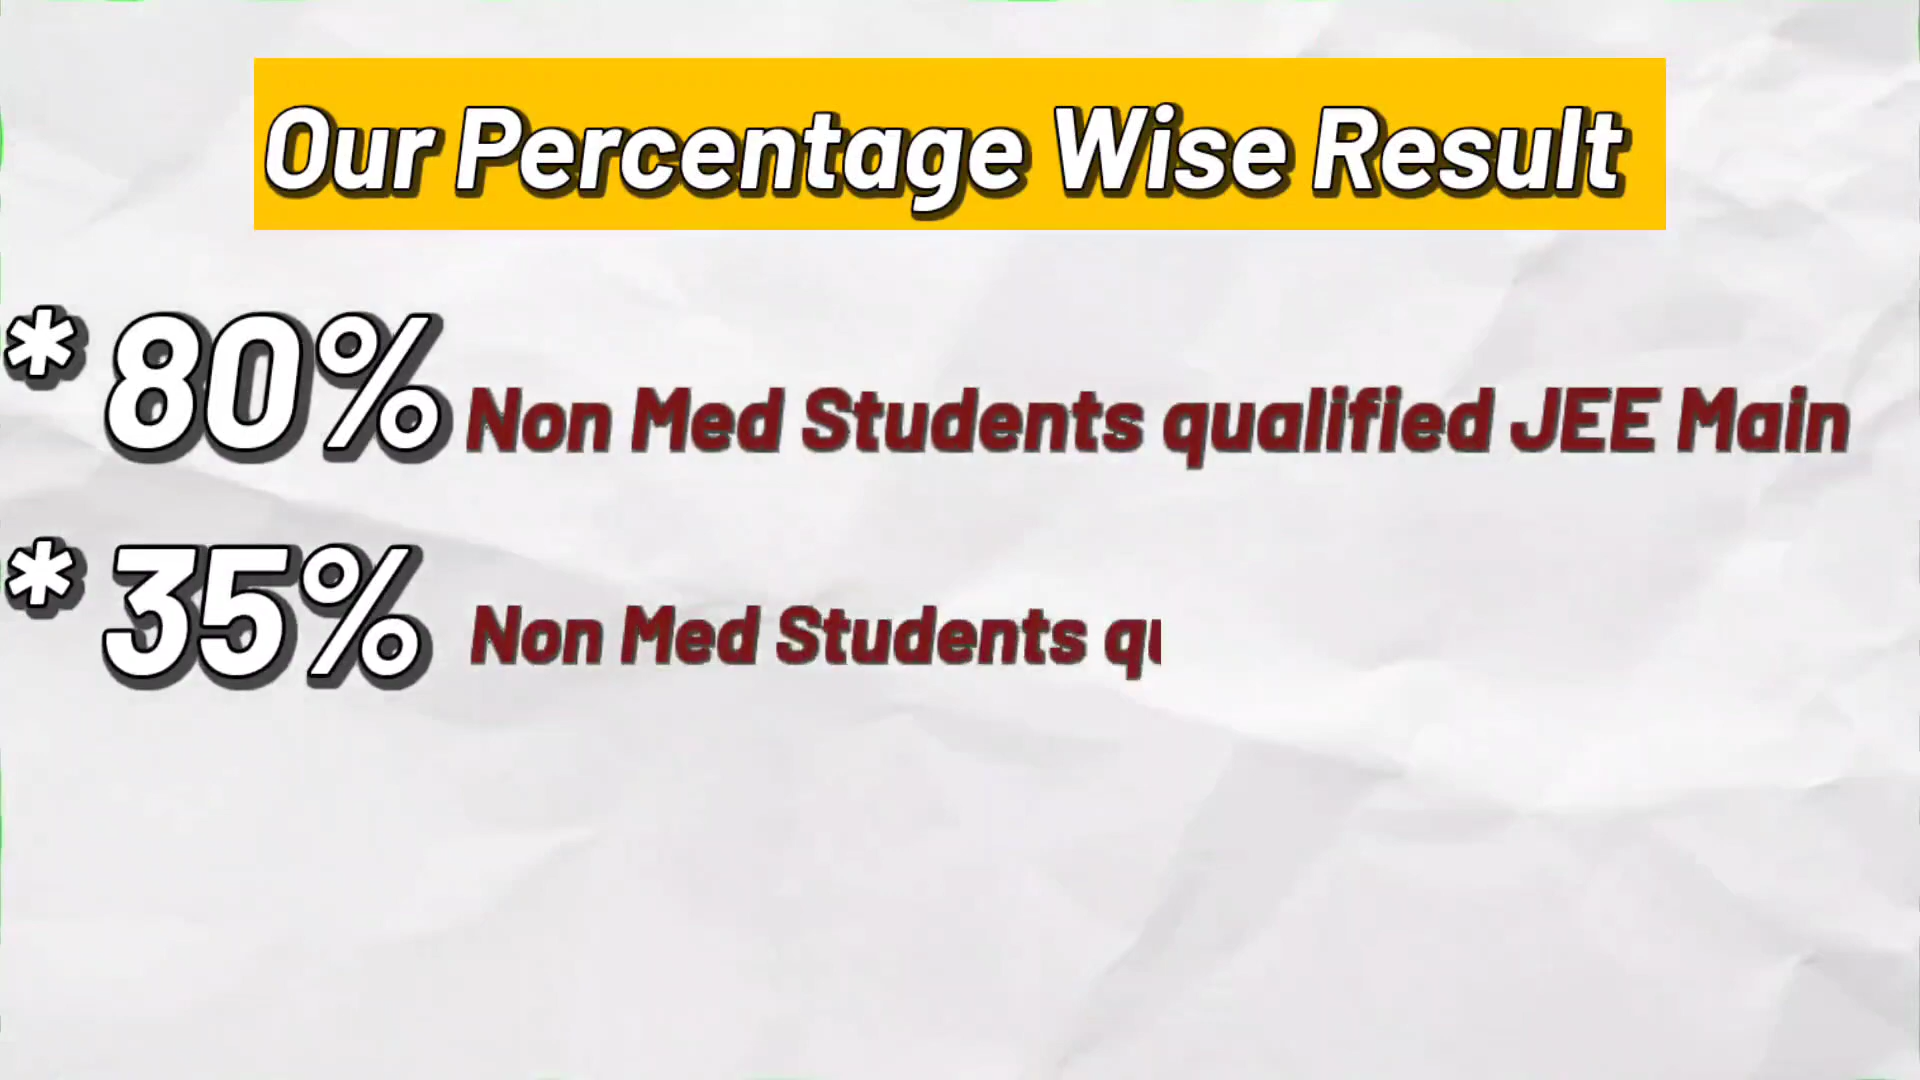 Our Percentage Wise Result
* 80% Non Med Students qualified JEE Main
* 35% Non Med Students